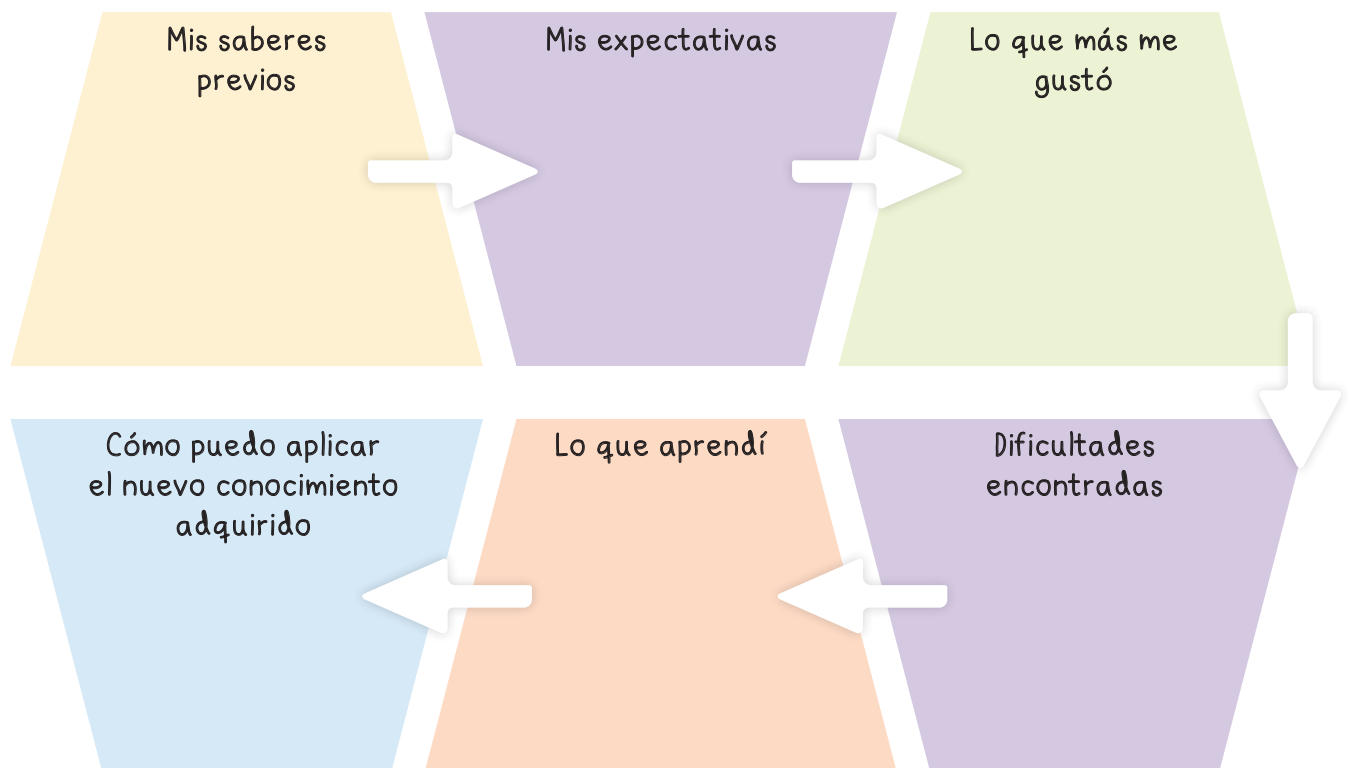 Mis saberes
previos
Mis expectativas
Lo que más me
gustó
Dificultades
encontradas
Lo que aprendí
Cómo puedo aplicar
el nuevo conocimiento
adquirido